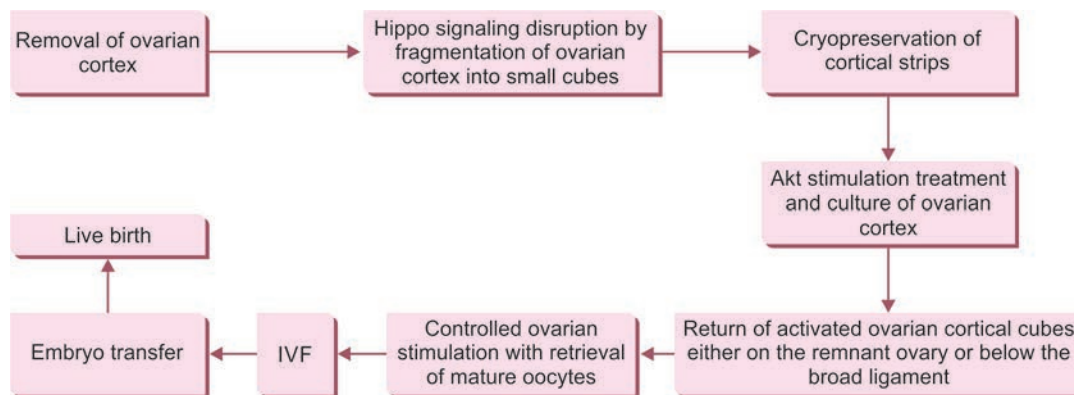 Removal of ovarian
cortex
Hippo signaling disruption by
fragmentation of ovarian
cortex into small cubes
Cryopreservation of
cortical strips
Akt stimulation treatment
and culture of ovarian
cortex
Return of activated ovarian cortical cubes
either on the remnant ovary or below the
broad ligament
Controlled ovarian
stimulation with retrieval
of mature oocytes
IVF
Embryo transfer
Live birth